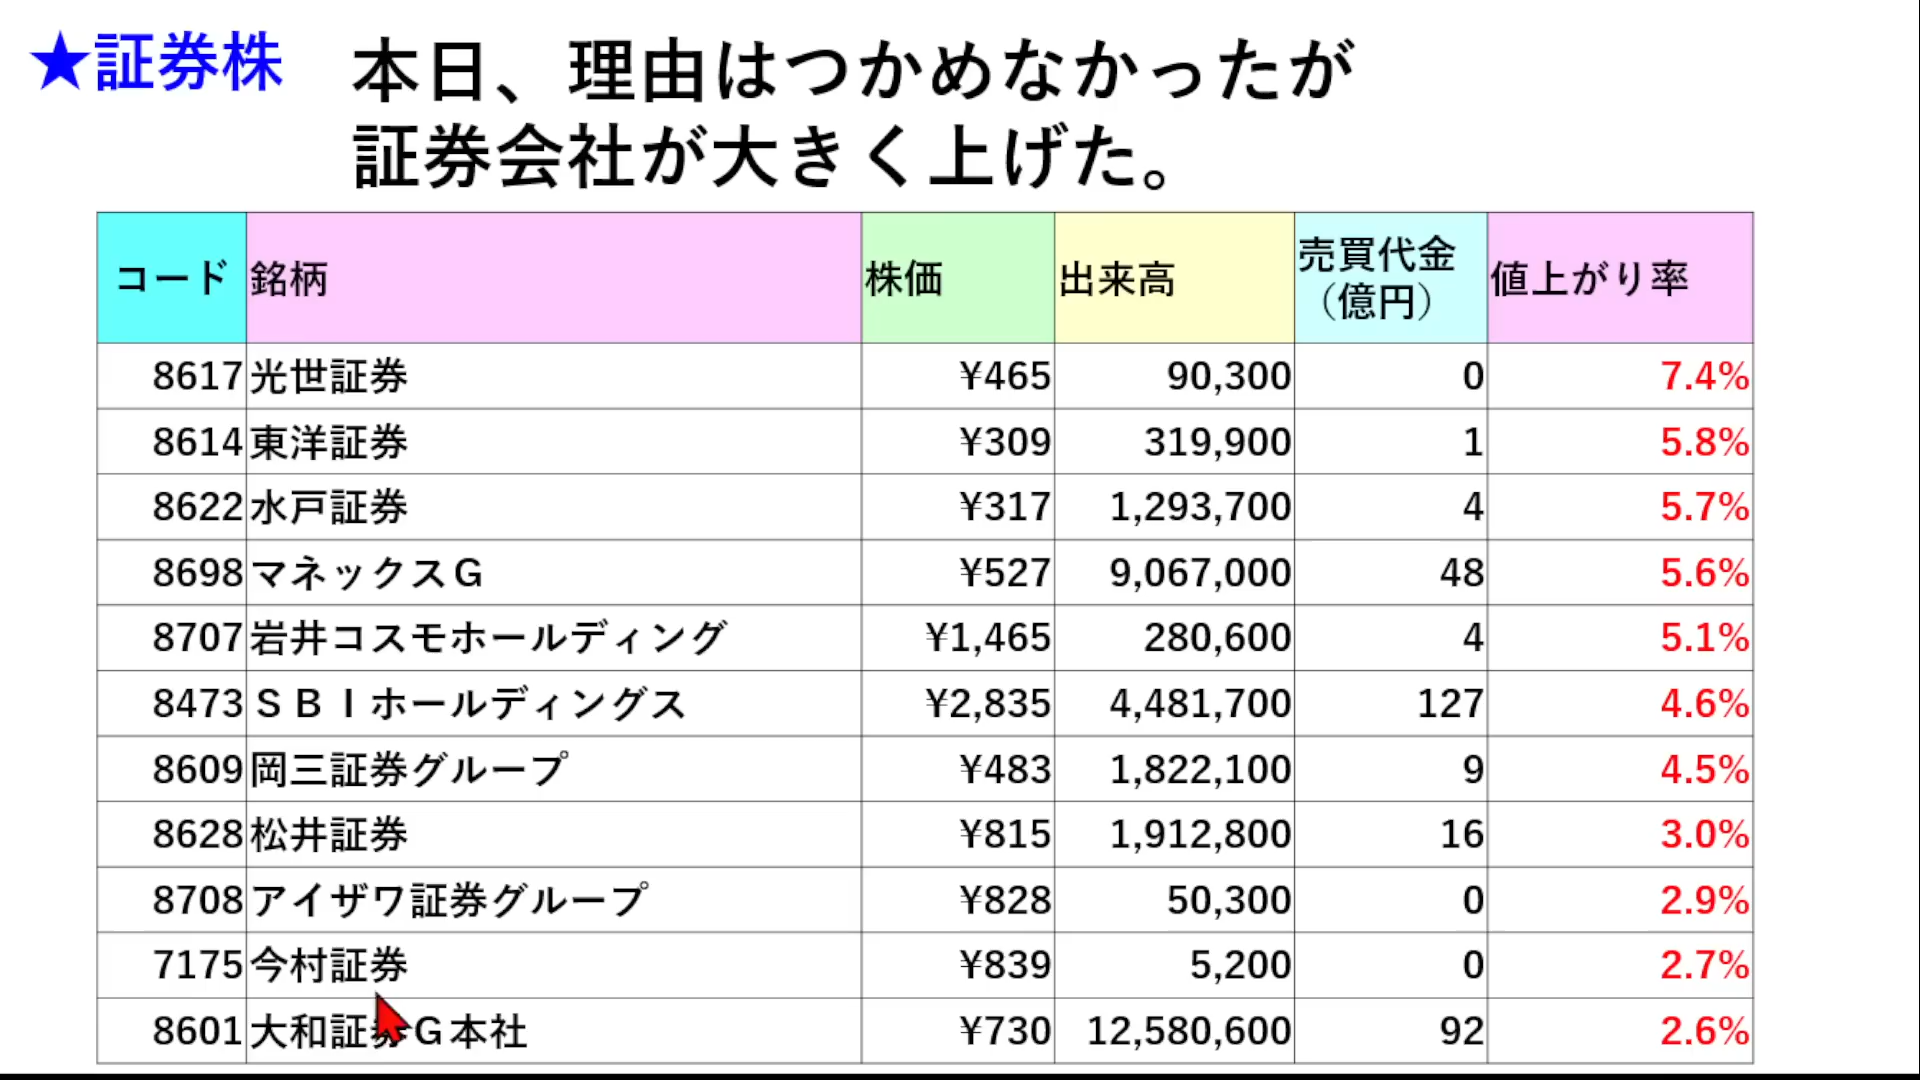 ★証券株
本日、理由はつかめなかったが
証券会社が大きく上げた。
コード 銘柄 株価 出来高 売買代金（億円） 値上がり率
8617 光世証券 ¥465 90,300 0 7.4%
8614 東洋証券 ¥309 319,900 1 5.8%
8622 水戸証券 ¥317 1,293,700 4 5.7%
8698 マネックスＧ ¥527 9,067,000 48 5.6%
8707 岩井コスモホールディング ¥1,465 280,600 4 5.1%
8473 ＳＢＩホールディングス ¥2,835 4,481,700 127 4.6%
8609 岡三証券グループ ¥483 1,822,100 9 4.5%
8628 松井証券 ¥815 1,912,800 16 3.0%
8708 アイザワ証券グループ ¥828 50,300 0 2.9%
7175 今村証券 ¥839 5,200 0 2.7%
8601 大和証券Ｇ本社 ¥730 12,580,600 92 2.6%